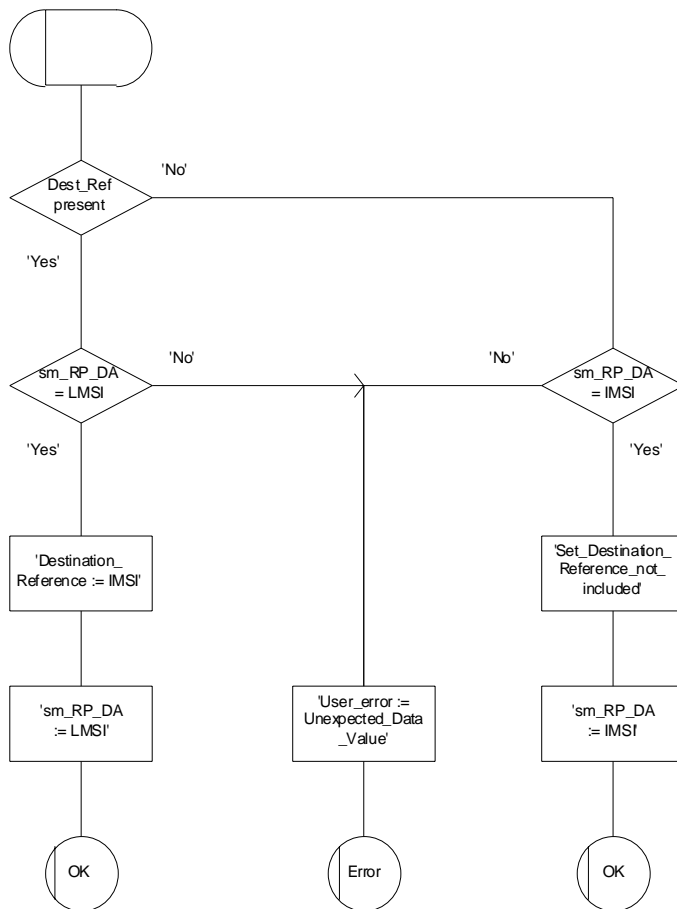 'No'
Dest_Ref
present
'Yes'
'No'
'No'
sm_RP_DA
= LMSI
sm_RP_DA
= IMSI
'Yes'
'Yes'
'Destination_
Reference := IMSI'
'Set_Destination_
Reference_not_
included'
'sm_RP_DA
:= LMSI'
'User_error :=
Unexpected_Data
_Value'
'sm_RP_DA
:= IMSI'
OK
Error
OK